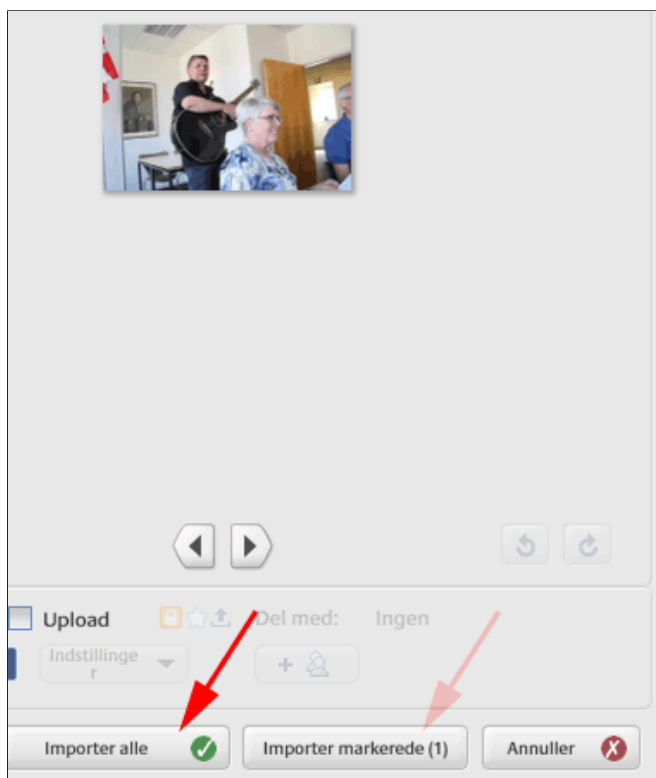 Upload
Del med:
Ingen
Indstillinge
r
Importer alle
Importer markerede (1)
Annuller